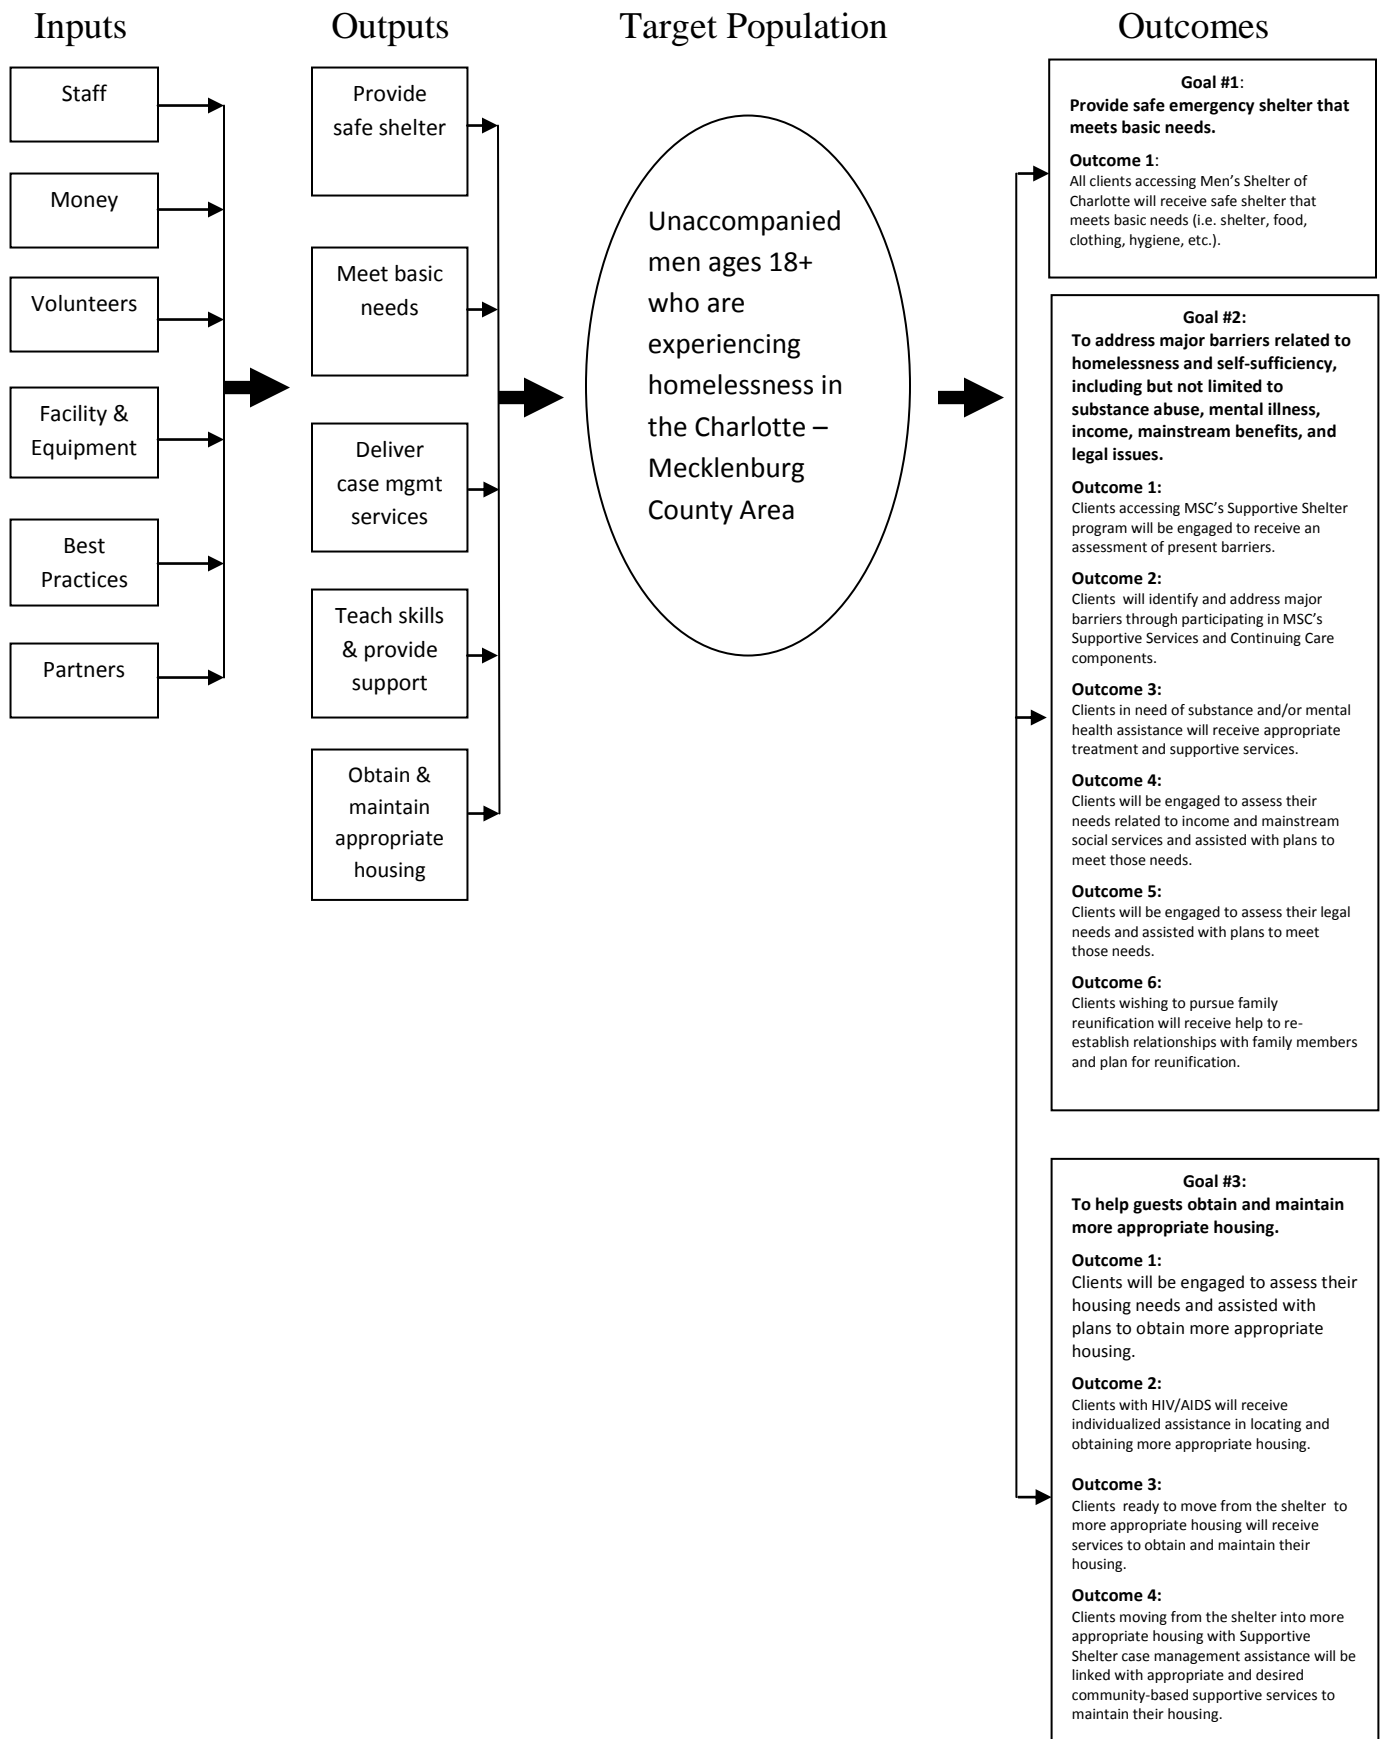 Inputs
Outputs
Target Population
Outcomes
Staff
Money
Volunteers
Facility &
Equipment
Best
Practices
Partners
Provide
safe shelter
Meet basic
needs
Deliver
case mgmt
services
Teach skills
& provide
support
Obtain &
maintain
appropriate
housing
Unaccompanied
men ages 18+
who are
experiencing
homelessness in
the Charlotte –
Mecklenburg
County Area
Goal #1:
Provide safe emergency shelter that
meets basic needs.
Outcome 1:
All clients accessing Men’s Shelter of
Charlotte will receive safe shelter that
meets basic needs (i.e. shelter, food,
clothing, hygiene, etc.).
Goal #2:
To address major barriers related to
homelessness and self-sufficiency,
including but not limited to
substance abuse, mental illness,
income, mainstream benefits, and
legal issues.
Outcome 1:
Clients accessing MSC’s Supportive Shelter
program will be engaged to receive an
assessment of present barriers.
Outcome 2:
Clients will identify and address major
barriers through participating in MSC’s
Supportive Services and Continuing Care
components.
Outcome 3:
Clients in need of substance and/or mental
health assistance will receive appropriate
treatment and supportive services.
Outcome 4:
Clients will be engaged to assess their
needs related to income and mainstream
social services and assisted with plans to
meet those needs.
Outcome 5:
Clients will be engaged to assess their legal
needs and assisted with plans to meet
those needs.
Outcome 6:
Clients wishing to pursue family
reunification will receive help to re-
establish relationships with family members
and plan for reunification.
Goal #3:
To help guests obtain and maintain
more appropriate housing.
Outcome 1:
Clients will be engaged to assess their
housing needs and assisted with
plans to obtain more appropriate
housing.
Outcome 2:
Clients with HIV/AIDS will receive
individualized assistance in locating and
obtaining more appropriate housing.
Outcome 3:
Clients ready to move from the shelter to
more appropriate housing will receive
services to obtain and maintain their
housing.
Outcome 4:
Clients moving from the shelter into more
appropriate housing with Supportive
Shelter case management assistance will be
linked with appropriate and desired
community-based supportive services to
maintain their housing.